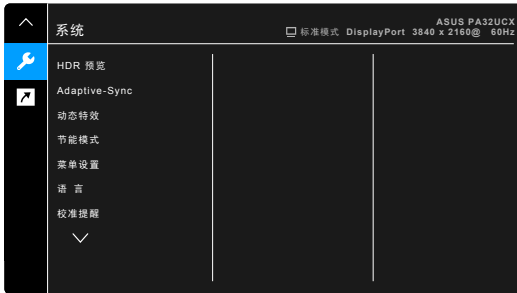 ASUS PA32UCX
系统
标准模式 DisplayPort 3840 x 2160@ 60Hz
HDR 预览
Adaptive-Sync
动态特效
节能模式
菜单设置
语 言
校准提醒